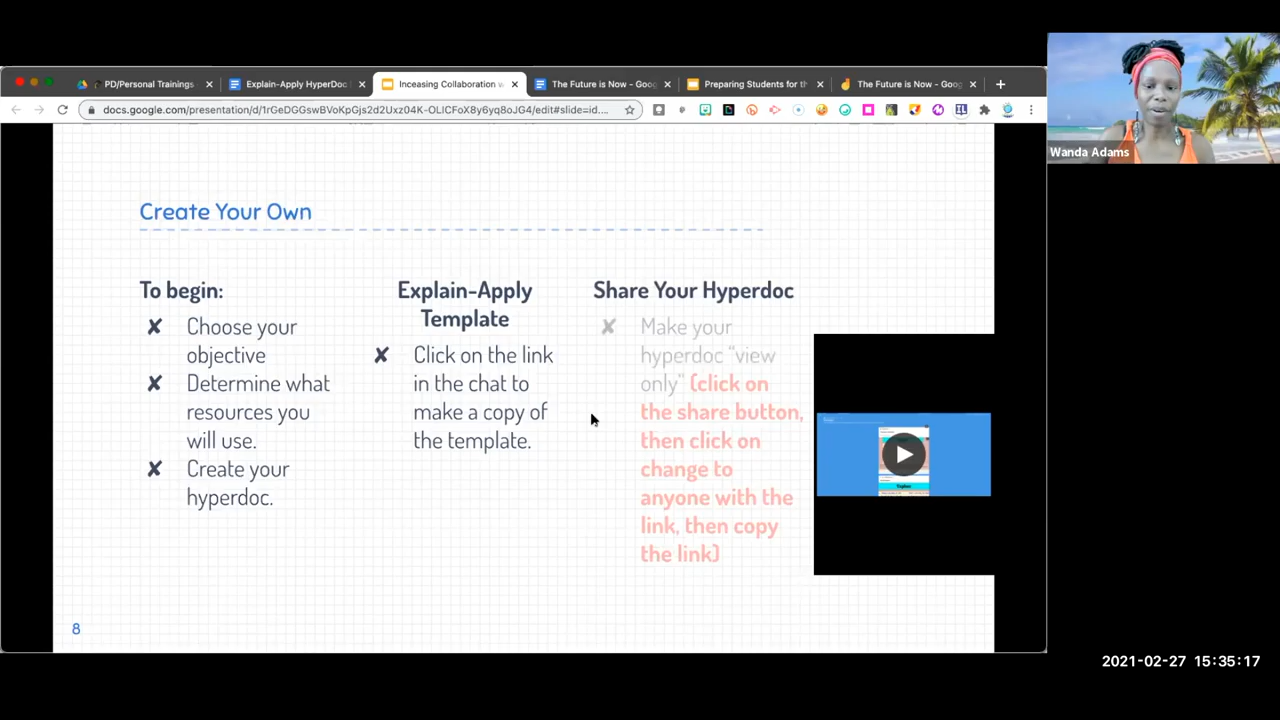 PD/Personal Trainings
Explain-Apply HyperDoc
Inceasing Collaboration w
The Future is Now - Goog
Preparing Students for th
The Future is Now - Goog
docs.google.com/presentation/d/1rGeDGGswBVoKpGjs2d2Uxz04K-OLlCFoX8y6yq8oJG4/edit#slide=id....
Wanda Adams
Create Your Own
To begin:
✘ Choose your
objective
✘ Determine what
resources you
will use.
✘ Create your
hyperdoc.
Explain-Apply
Template
✘ Click on the link
in the chat to
make a copy of
the template.
Share Your Hyperdoc
✘ Make your
hyperdoc “view
only” (click on
the share button,
then click on
change to
anyone with the
link, then copy
the link)
8
2021-02-27 15:35:17